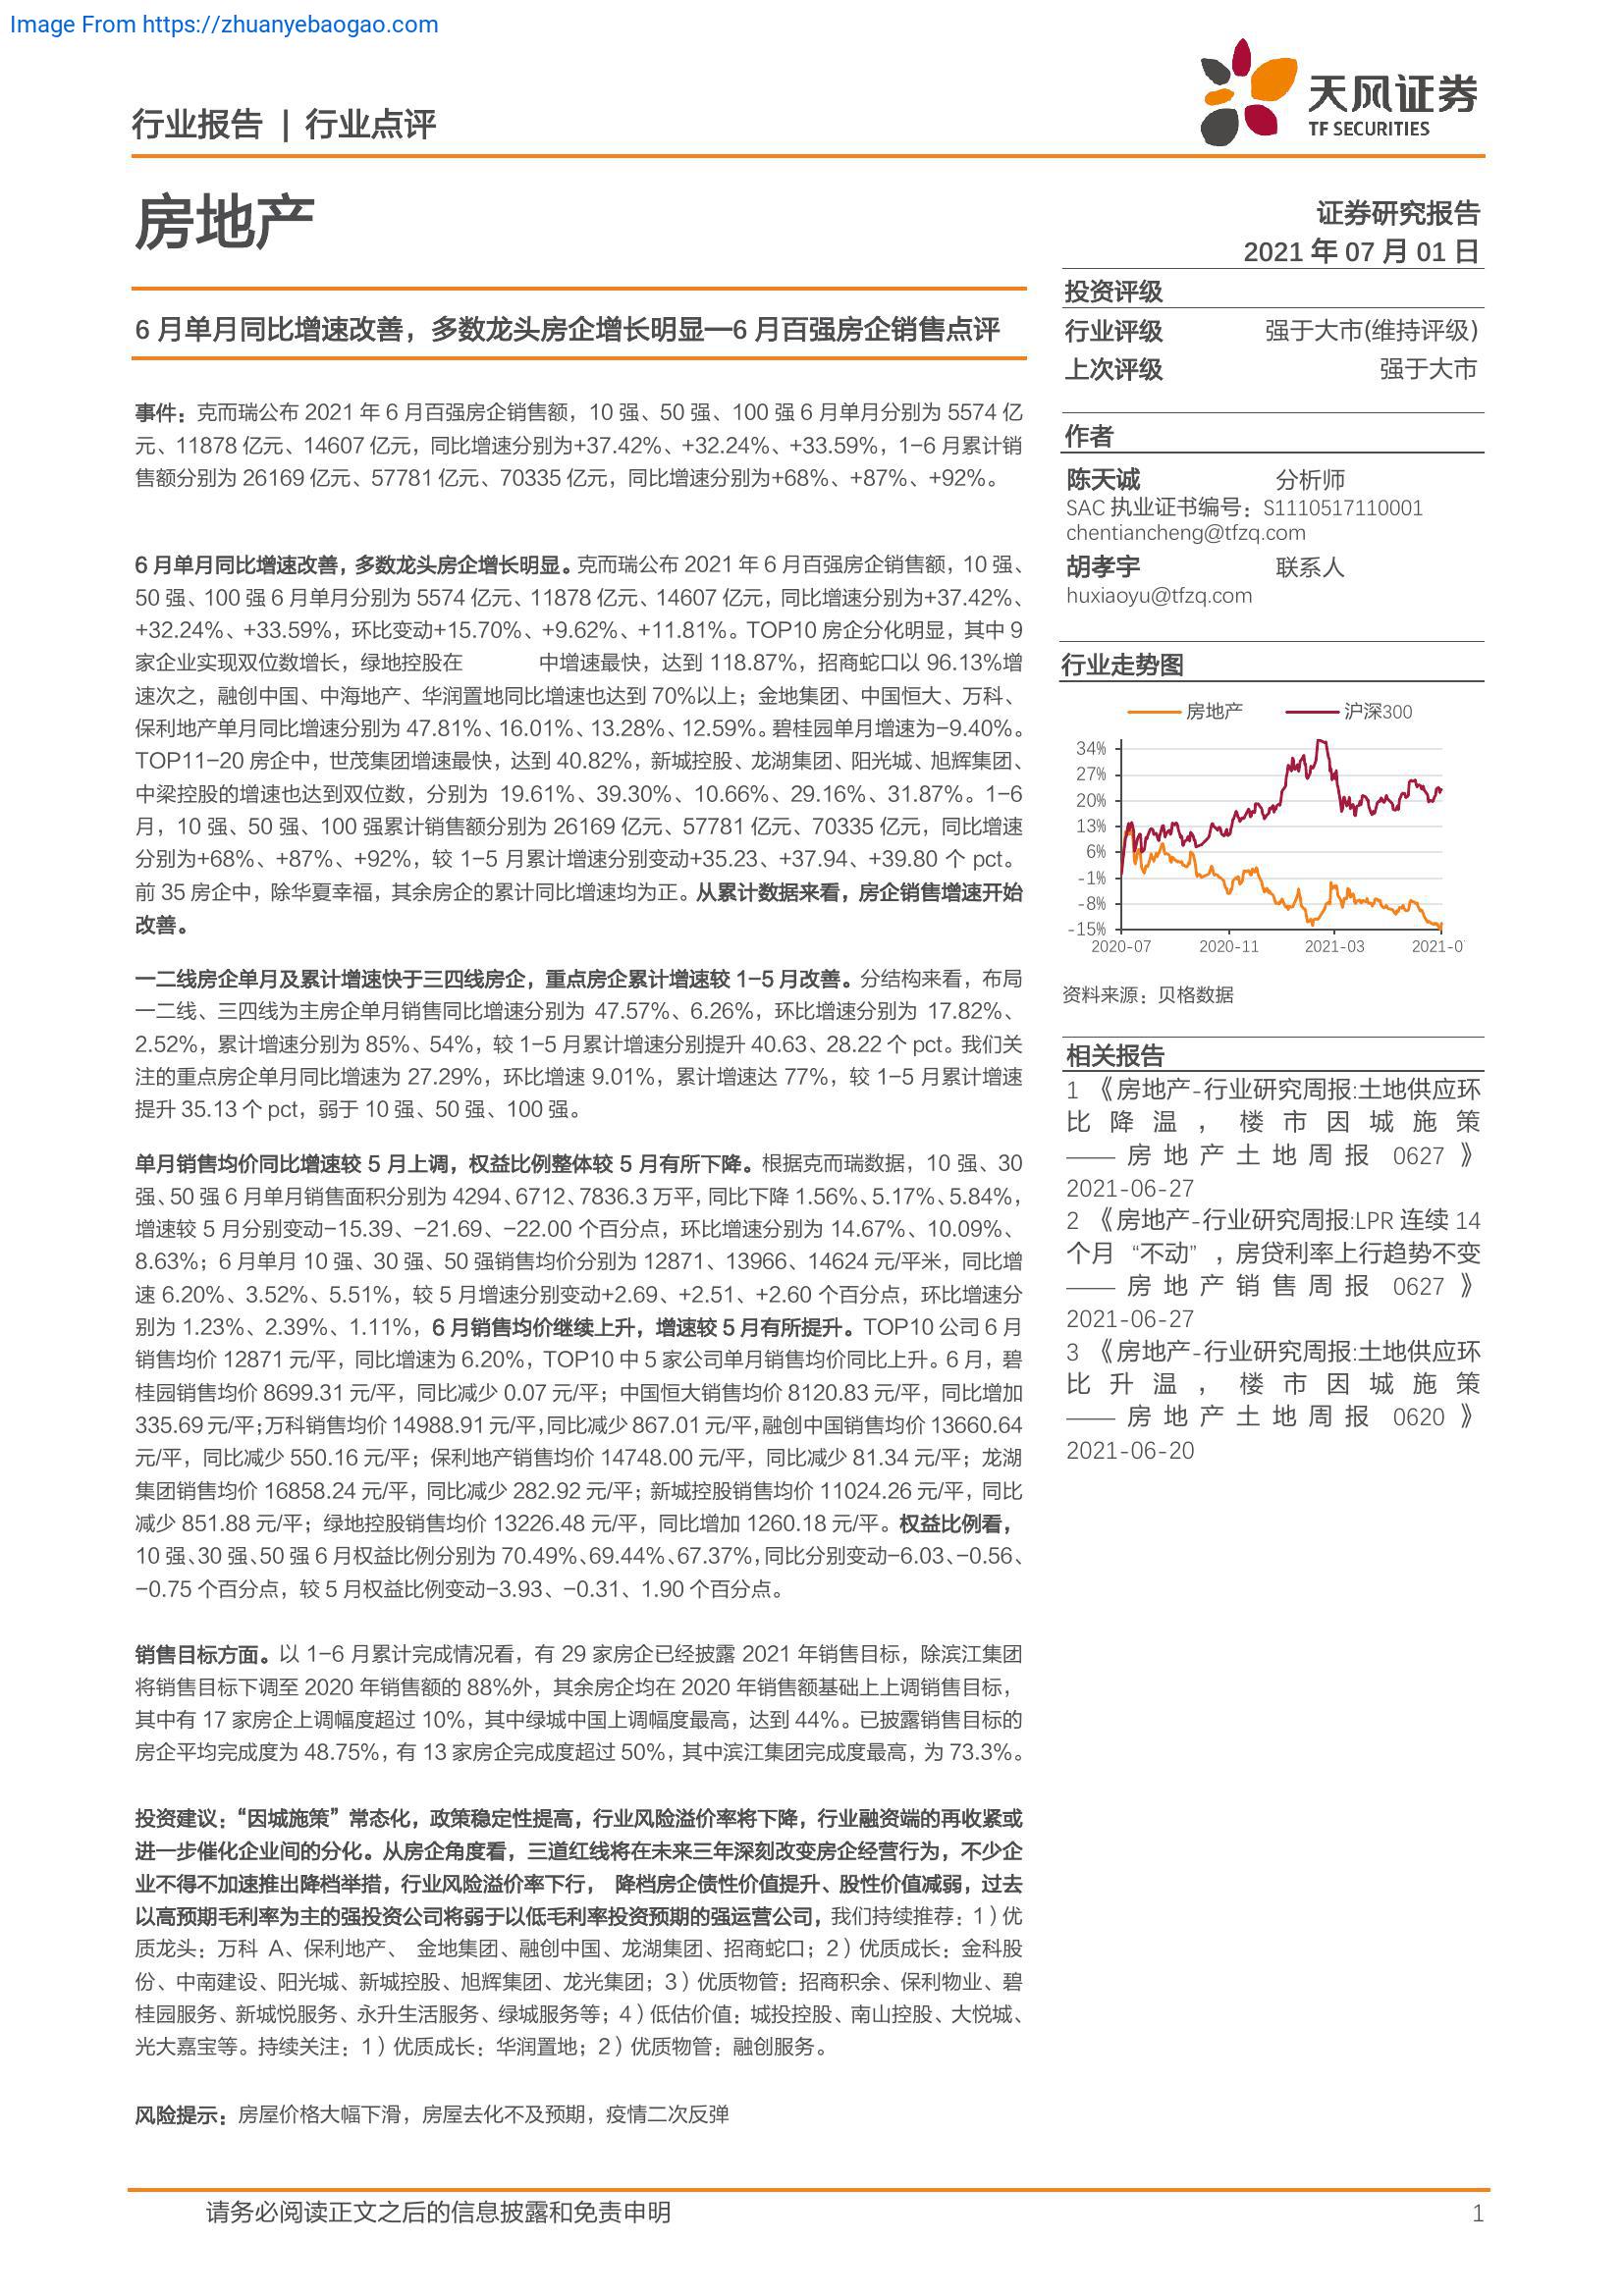 Image From https://zhuanyebaogao.com
行业报告 | 行业点评
天风证券
TF SECURITIES
房地产
证券研究报告
2021 年 07 月 01 日
6 月单月同比增速改善，多数龙头房企增长明显—6 月百强房企销售点评
事件：克而瑞公布 2021 年 6 月百强房企销售额，10 强、50 强、100 强 6 月单月分别为 5574 亿
元、11878 亿元、14607 亿元，同比增速分别为+37.42%、+32.24%、+33.59%，1-6 月累计销
售额分别为 26169 亿元、57781 亿元、70335 亿元，同比增速分别为+68%、+87%、+92%。
6 月单月同比增速改善，多数龙头房企增长明显。克而瑞公布 2021 年 6 月百强房企销售额，10 强、
50 强、100 强 6 月单月分别为 5574 亿元、11878 亿元、14607 亿元，同比增速分别为+37.42%、
+32.24%、+33.59%，环比变动+15.70%、+9.62%、+11.81%。TOP10 房企分化明显，其中 9
家企业实现双位数增长，绿地控股在 中增速最快，达到 118.87%，招商蛇口以 96.13%增
速次之，融创中国、中海地产、华润置地同比增速也达到 70%以上；金地集团、中国恒大、万科、
保利地产单月同比增速分别为 47.81%、16.01%、13.28%、12.59%。碧桂园单月增速为-9.40%。
TOP11-20 房企中，世茂集团增速最快，达到 40.82%，新城控股、龙湖集团、阳光城、旭辉集团、
中梁控股的增速也达到双位数，分别为 19.61%、39.30%、10.66%、29.16%、31.87%。1-6
月，10 强、50 强、100 强累计销售额分别为 26169 亿元、57781 亿元、70335 亿元，同比增速
分别为+68%、+87%、+92%，较 1-5 月累计增速分别变动+35.23、+37.94、+39.80 个 pct。
前 35 房企中，除华夏幸福，其余房企的累计同比增速均为正。从累计数据来看，房企销售增速开始
改善。
一二线房企单月及累计增速快于三四线房企，重点房企累计增速较 1-5 月改善。分结构来看，布局
一二线、三四线为主房企单月销售同比增速分别为 47.57%、6.26%，环比增速分别为 17.82%、
2.52%，累计增速分别为 85%、54%，较 1-5 月累计增速分别提升 40.63、28.22 个 pct。我们关
注的重点房企单月同比增速为 27.29%，环比增速 9.01%，累计增速达 77%，较 1-5 月累计增速
提升 35.13 个 pct，弱于 10 强、50 强、100 强。
单月销售均价同比增速较 5 月上调，权益比例整体较 5 月有所下降。根据克而瑞数据，10 强、30
强、50 强 6 月单月销售面积分别为 4294、6712、7836.3 万平，同比下降 1.56%、5.17%、5.84%，
增速较 5 月分别变动-15.39、-21.69、-22.00 个百分点，环比增速分别为 14.67%、10.09%、
8.63%；6 月单月 10 强、30 强、50 强销售均价分别为 12871、13966、14624 元/平米，同比增
速 6.20%、3.52%、5.51%，较 5 月增速分别变动+2.69、+2.51、+2.60 个百分点，环比增速分
别为 1.23%、2.39%、1.11%，6 月销售均价继续上升，增速较 5 月有所提升。TOP10 公司 6 月
销售均价 12871 元/平，同比增速为 6.20%，TOP10 中 5 家公司单月销售均价同比上升。6 月，碧
桂园销售均价 8699.31 元/平，同比减少 0.07 元/平；中国恒大销售均价 8120.83 元/平，同比增加
335.69 元/平；万科销售均价 14988.91 元/平，同比减少 867.01 元/平，融创中国销售均价 13660.64
元/平，同比减少 550.16 元/平；保利地产销售均价 14748.00 元/平，同比减少 81.34 元/平；龙湖
集团销售均价 16858.24 元/平，同比减少 282.92 元/平；新城控股销售均价 11024.26 元/平，同比
减少 851.88 元/平；绿地控股销售均价 13226.48 元/平，同比增加 1260.18 元/平。权益比例看，
10 强、30 强、50 强 6 月权益比例分别为 70.49%、69.44%、67.37%，同比分别变动-6.03、-0.56、
-0.75 个百分点，较 5 月权益比例变动-3.93、-0.31、1.90 个百分点。
销售目标方面。以 1-6 月累计完成情况看，有 29 家房企已经披露 2021 年销售目标，除滨江集团
将销售目标下调至 2020 年销售额的 88%外，其余房企均在 2020 年销售额基础上上调销售目标，
其中有 17 家房企上调幅度超过 10%，其中绿城中国上调幅度最高，达到 44%。已披露销售目标的
房企平均完成度为 48.75%，有 13 家房企完成度超过 50%，其中滨江集团完成度最高，为 73.3%。
投资建议：“因城施策”常态化，政策稳定性提高，行业风险溢价率将下降，行业融资端的再收紧或
进一步催化企业间的分化。从房企角度看，三道红线将在未来三年深刻改变房企经营行为，不少企
业不得不加速推出降档举措，行业风险溢价率下行， 降档房企债性价值提升、股性价值减弱，过去
以高预期毛利率为主的强投资公司将弱于以低毛利率投资预期的强运营公司，我们持续推荐：1）优
质龙头：万科 A、保利地产、 金地集团、融创中国、龙湖集团、招商蛇口；2）优质成长：金科股
份、中南建设、阳光城、新城控股、旭辉集团、龙光集团；3）优质物管：招商积余、保利物业、碧
桂园服务、新城悦服务、永升生活服务、绿城服务等；4）低估价值：城投控股、南山控股、大悦城、
光大嘉宝等。持续关注：1）优质成长：华润置地；2）优质物管：融创服务。
风险提示：房屋价格大幅下滑，房屋去化不及预期，疫情二次反弹
投资评级
行业评级 强于大市(维持评级)
上次评级 强于大市
作者
陈天诚 分析师
SAC 执业证书编号：S1110517110001
chentiancheng@tfzq.com
胡孝宇 联系人
huxiaoyu@tfzq.com
行业走势图
房地产 沪深300
34%
27%
20%
13%
6%
-1%
-8%
-15%
2020-07 2020-11 2021-03 2021-0
资料来源：贝格数据
相关报告
1 《房地产-行业研究周报:土地供应环
比降温，楼市因城施策
——房地产土地周报 0627》
2021-06-27
2 《房地产-行业研究周报:LPR 连续 14
个月 “不动” ，房贷利率上行趋势不变
——房地产销售周报 0627》
2021-06-27
3 《房地产-行业研究周报:土地供应环
比升温，楼市因城施策
——房地产土地周报 0620》
2021-06-20
请务必阅读正文之后的信息披露和免责申明 1